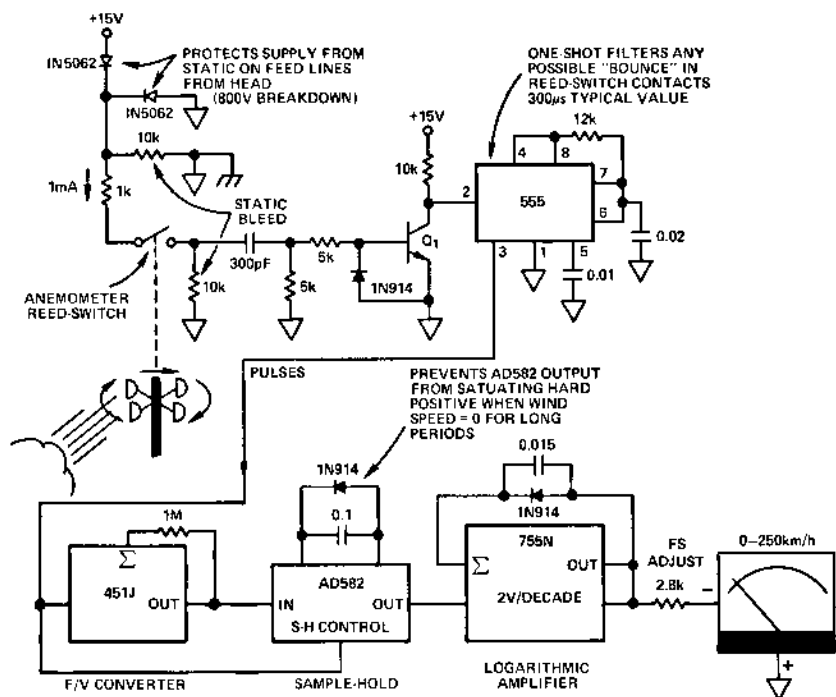 +15V
IN5062
PROTECTS SUPPLY FROM
STATIC ON FEED LINES
FROM HEAD
(800V BREAKDOWN)
IN5062
10k
1mA
1k
STATIC
BLEED
300pF
10k
5k
5k
ANEMOMETER
REED-SWITCH
1N914
Q1
+15V
10k
ONE-SHOT FILTERS ANY
POSSIBLE "BOUNCE" IN
REED-SWITCH CONTACTS
300µs TYPICAL VALUE
12k
4
8
7
2
555
6
3
1
5
0.02
0.01
PULSES
PREVENTS AD582 OUTPUT
FROM SATUATING HARD
POSITIVE WHEN WIND
SPEED = 0 FOR LONG
PERIODS
1N914
0.1
0.015
1N914
1M
Σ
451J
OUT
F/V CONVERTER
AD582
IN
OUT
S-H CONTROL
SAMPLE-HOLD
755N
Σ
OUT
2V/DECADE
LOGARITHMIC
AMPLIFIER
FS
ADJUST
2.8k
0–250km/h
–
+